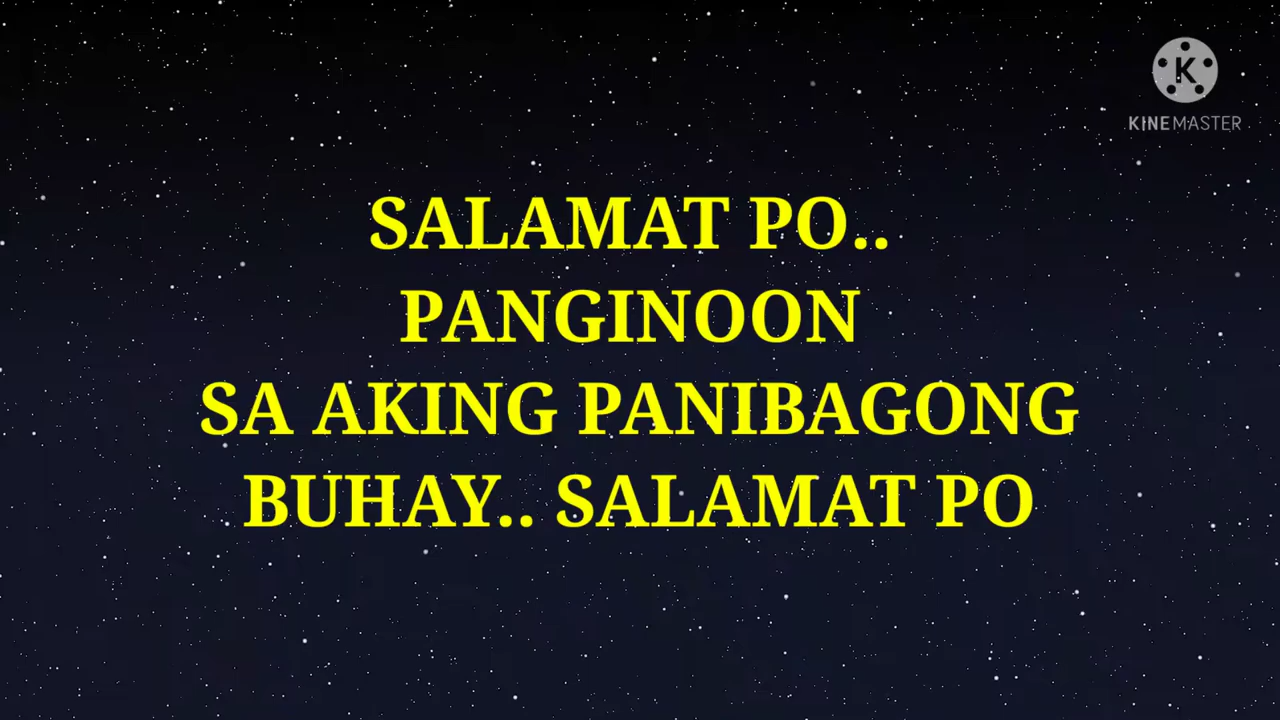 K
KINEMASTER
SALAMAT PO..
PANGINOON
SA AKING PANIBAGONG
BUHAY.. SALAMAT PO